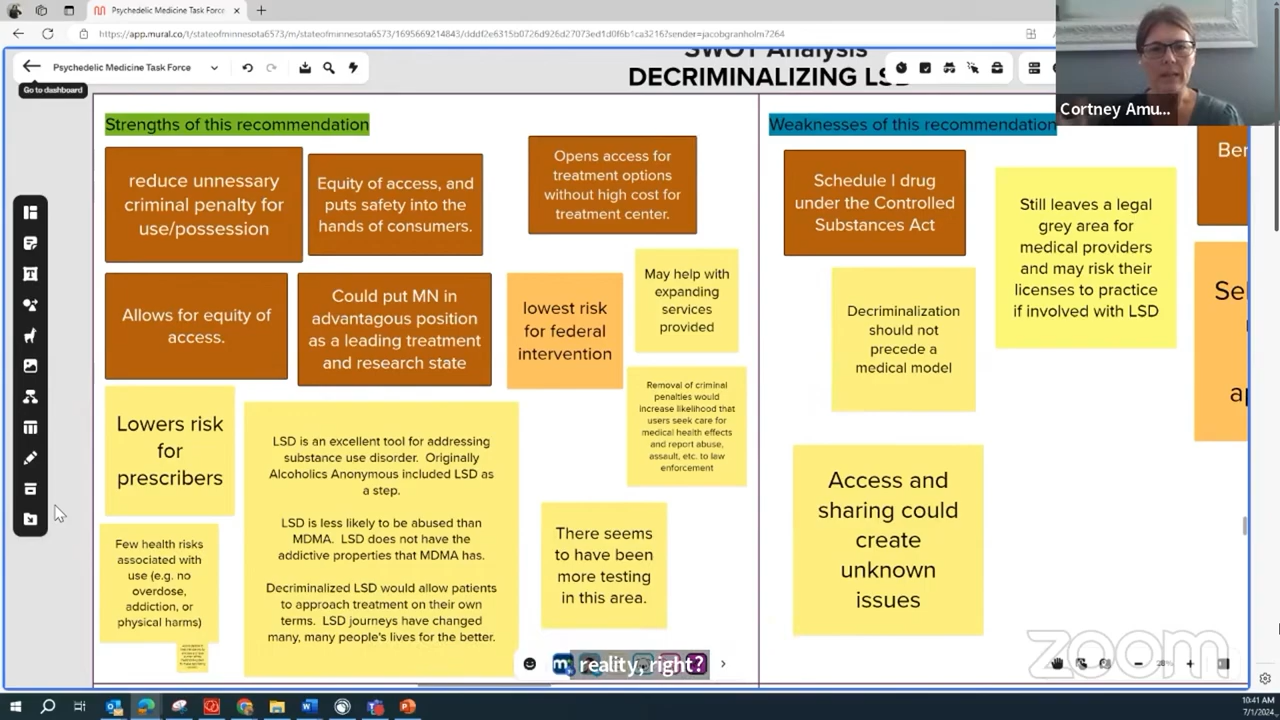 Psychedelic Medicine Task Force
https://app.mural.co/t/stateofminnesota6573/m/stateofminnesota6573/1695669214843/dddf2e6315b0726d926d27073ed1d0f6b1ca3216?sender=jacobgranholm7264
Psychedelic Medicine Task Force
Go to dashboard
SWOT Analysis
DECRIMINALIZING LSD
Cortney Amu...
Strengths of this recommendation
reduce unnessary
criminal penalty for
use/possession
Equity of access, and
puts safety into the
hands of consumers.
Opens access for
treatment options
without high cost for
treatment center.
Allows for equity of
access.
Could put MN in
advantagous position
as a leading treatment
and research state
lowest risk
for federal
intervention
May help with
expanding
services
provided
Lowers risk
for
prescribers
LSD is an excellent tool for addressing
substance use disorder. Originally
Alcoholics Anonymous included LSD as
a step.
LSD is less likely to be abused than
MDMA. LSD does not have the
addictive properties that MDMA has.
Decriminalized LSD would allow patients
to approach treatment on their own
terms. LSD journeys have changed
many, many people's lives for the better.
Removal of criminal
penalties would
increase likelihood that
users seek care for
medical health effects
and report abuse,
assault, etc. to law
enforcement
Few health risks
associated with
use (e.g. no
overdose,
addiction, or
physical harms)
There seems
to have been
more testing
in this area.
Weaknesses of this recommendation
Schedule I drug
under the Controlled
Substances Act
Still leaves a legal
grey area for
medical providers
and may risk their
licenses to practice
if involved with LSD
Decriminalization
should not
precede a
medical model
Access and
sharing could
create
unknown
issues
Ber
Se
ap
reality, right?
zoom
10:41 AM
7/1/2024